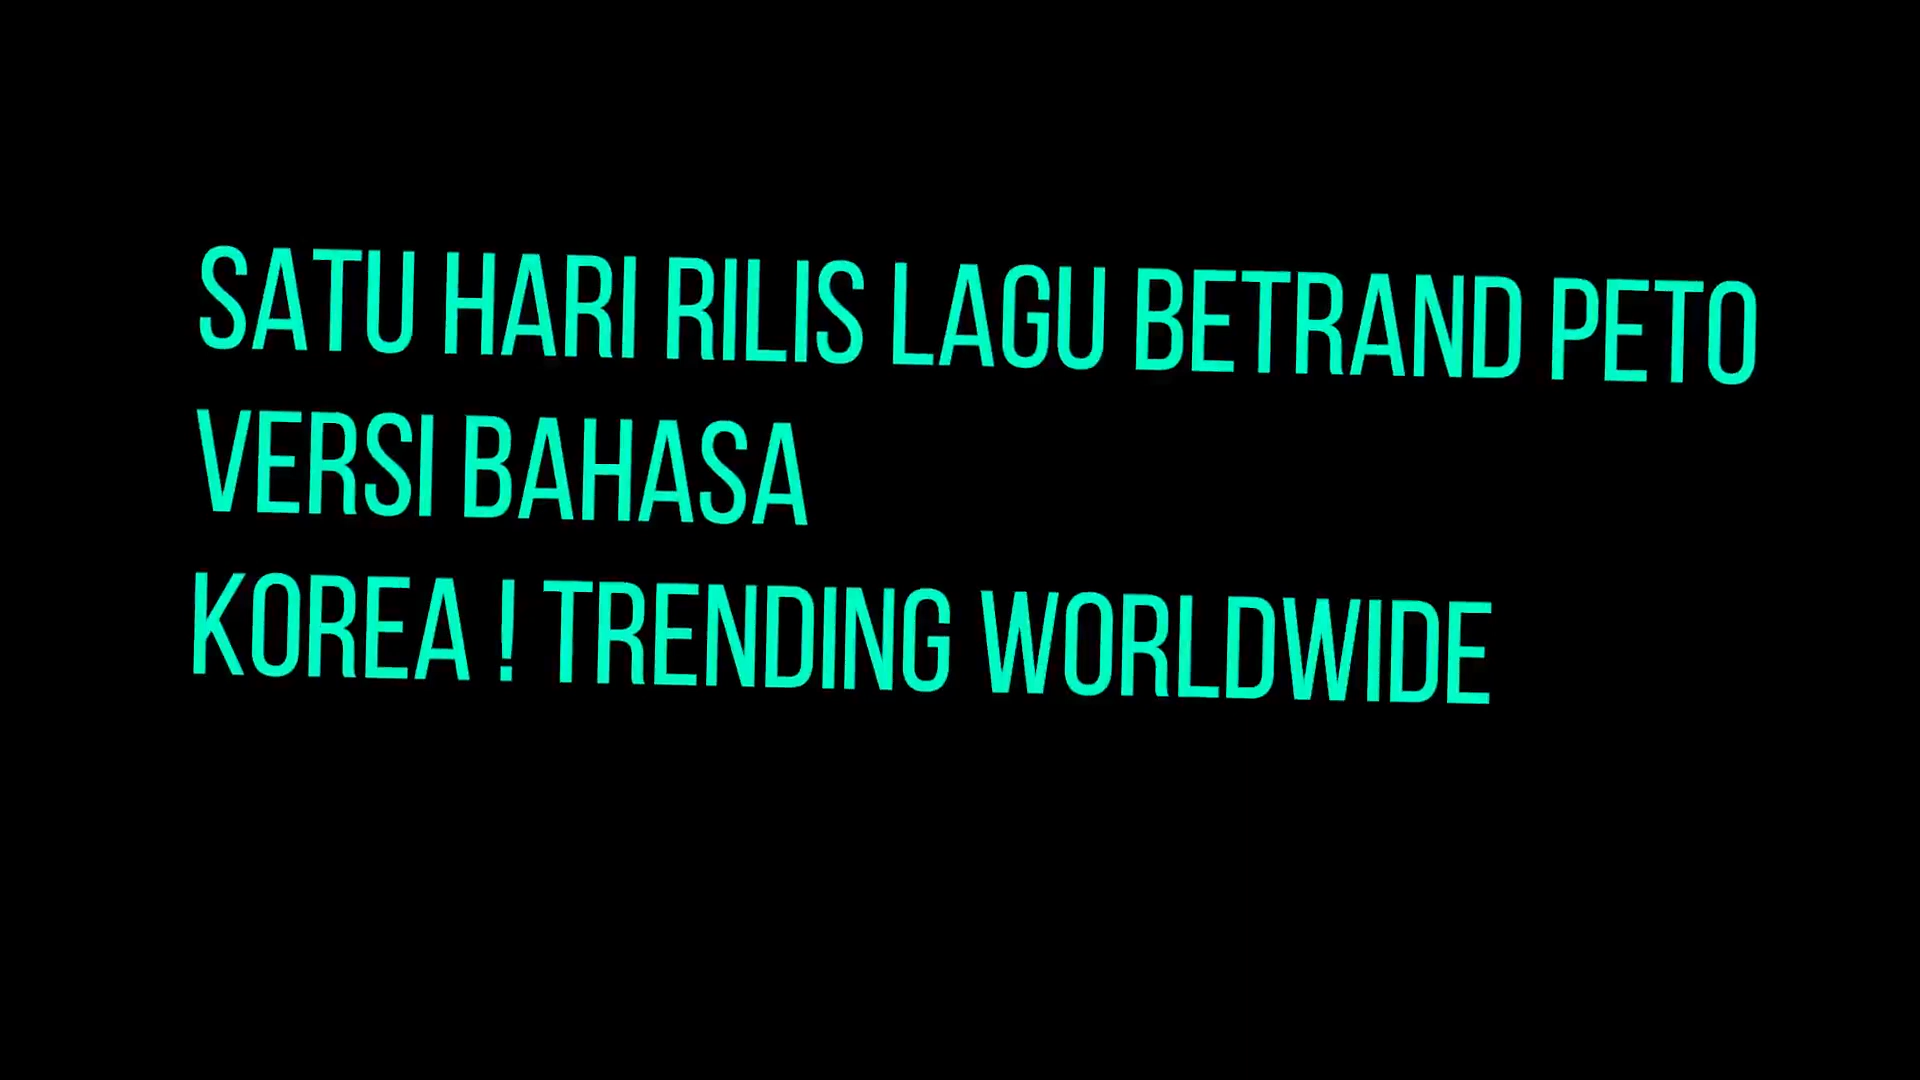 SATU HARI RILIS LAGU BETRAND PETO
VERSI BAHASA
KOREA ! TRENDING WORLDWIDE